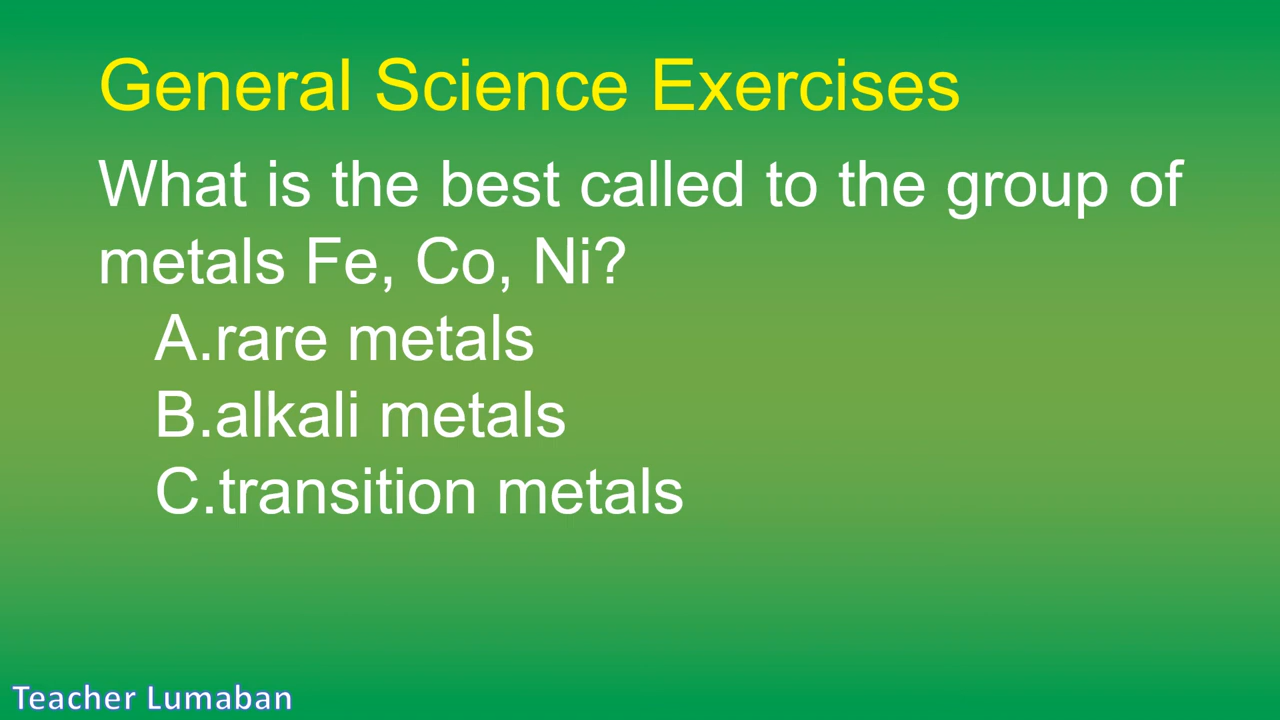 General Science Exercises
What is the best called to the group of
metals Fe, Co, Ni?
A.rare metals
B.alkali metals
C.transition metals
Teacher Lumaban